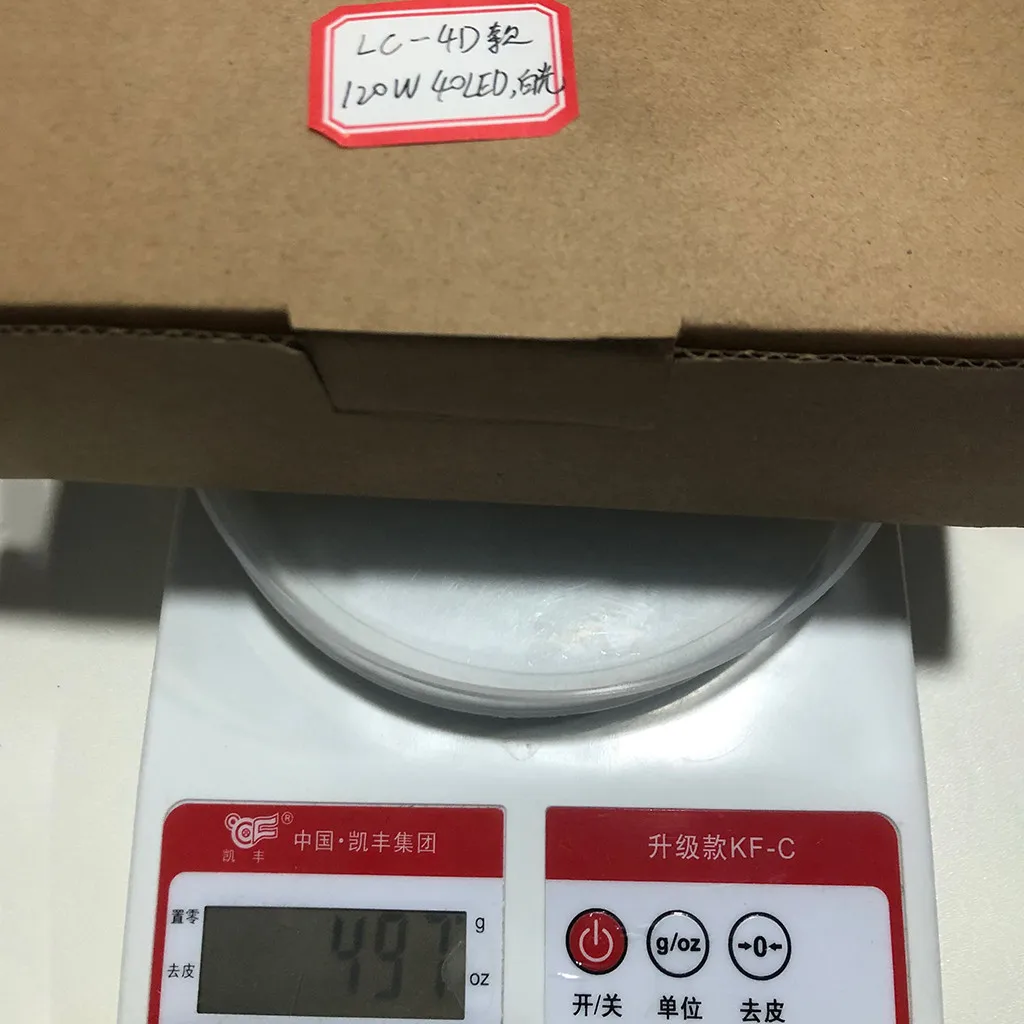 LC-4D款
120W 40LED,白光
凯丰
®
中国·凯丰集团
升级款KF-C
置零
去皮
497
g
oz
g/oz
→0←
开/关
单位
去皮